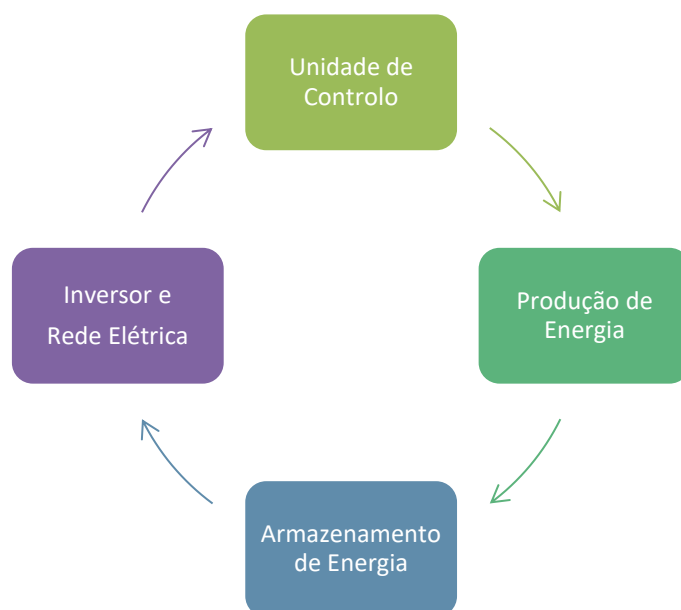 Unidade de
Controlo
Produção de
Energia
Armazenamento
de Energia
Inversor e
Rede Elétrica